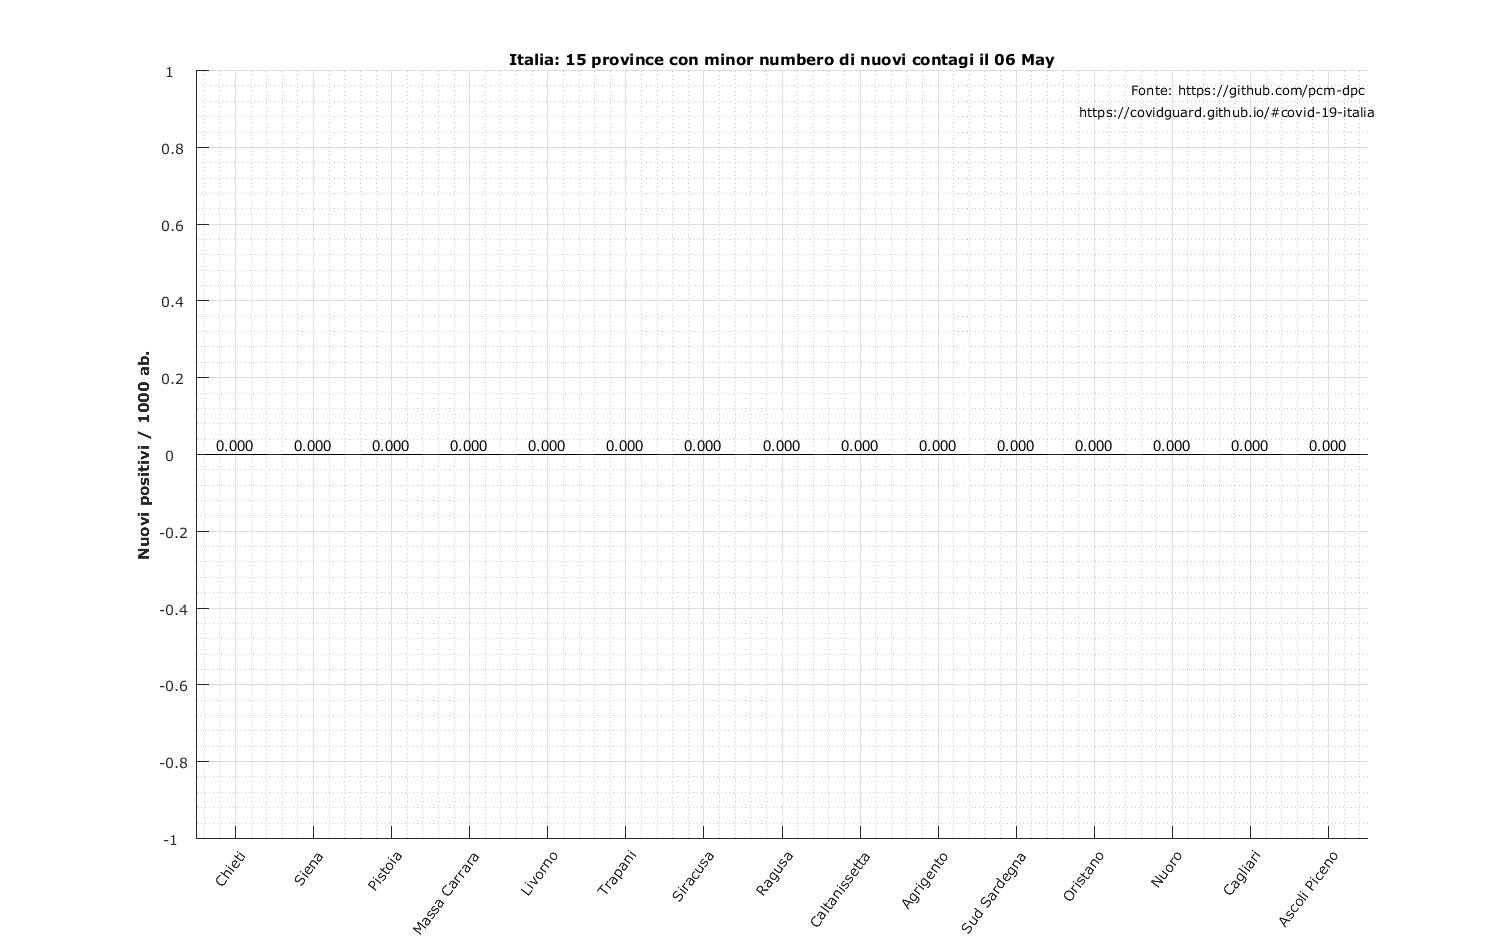 Italia: 15 province con minor numbero di nuovi contagi il 06 May
Fonte: https://github.com/pcm-dpc
https://covidguard.github.io/#covid-19-italia
Nuovi positivi / 1000 ab.
1
0.8
0.6
0.4
0.2
0
-0.2
-0.4
-0.6
-0.8
-1
0.000 0.000 0.000 0.000 0.000 0.000 0.000 0.000 0.000 0.000 0.000 0.000 0.000 0.000 0.000
Chieti
Siena
Pistoia
Massa Carrara
Livorno
Trapani
Siracusa
Ragusa
Caltanissetta
Agrigento
Sud Sardegna
Oristano
Nuoro
Cagliari
Ascoli Piceno